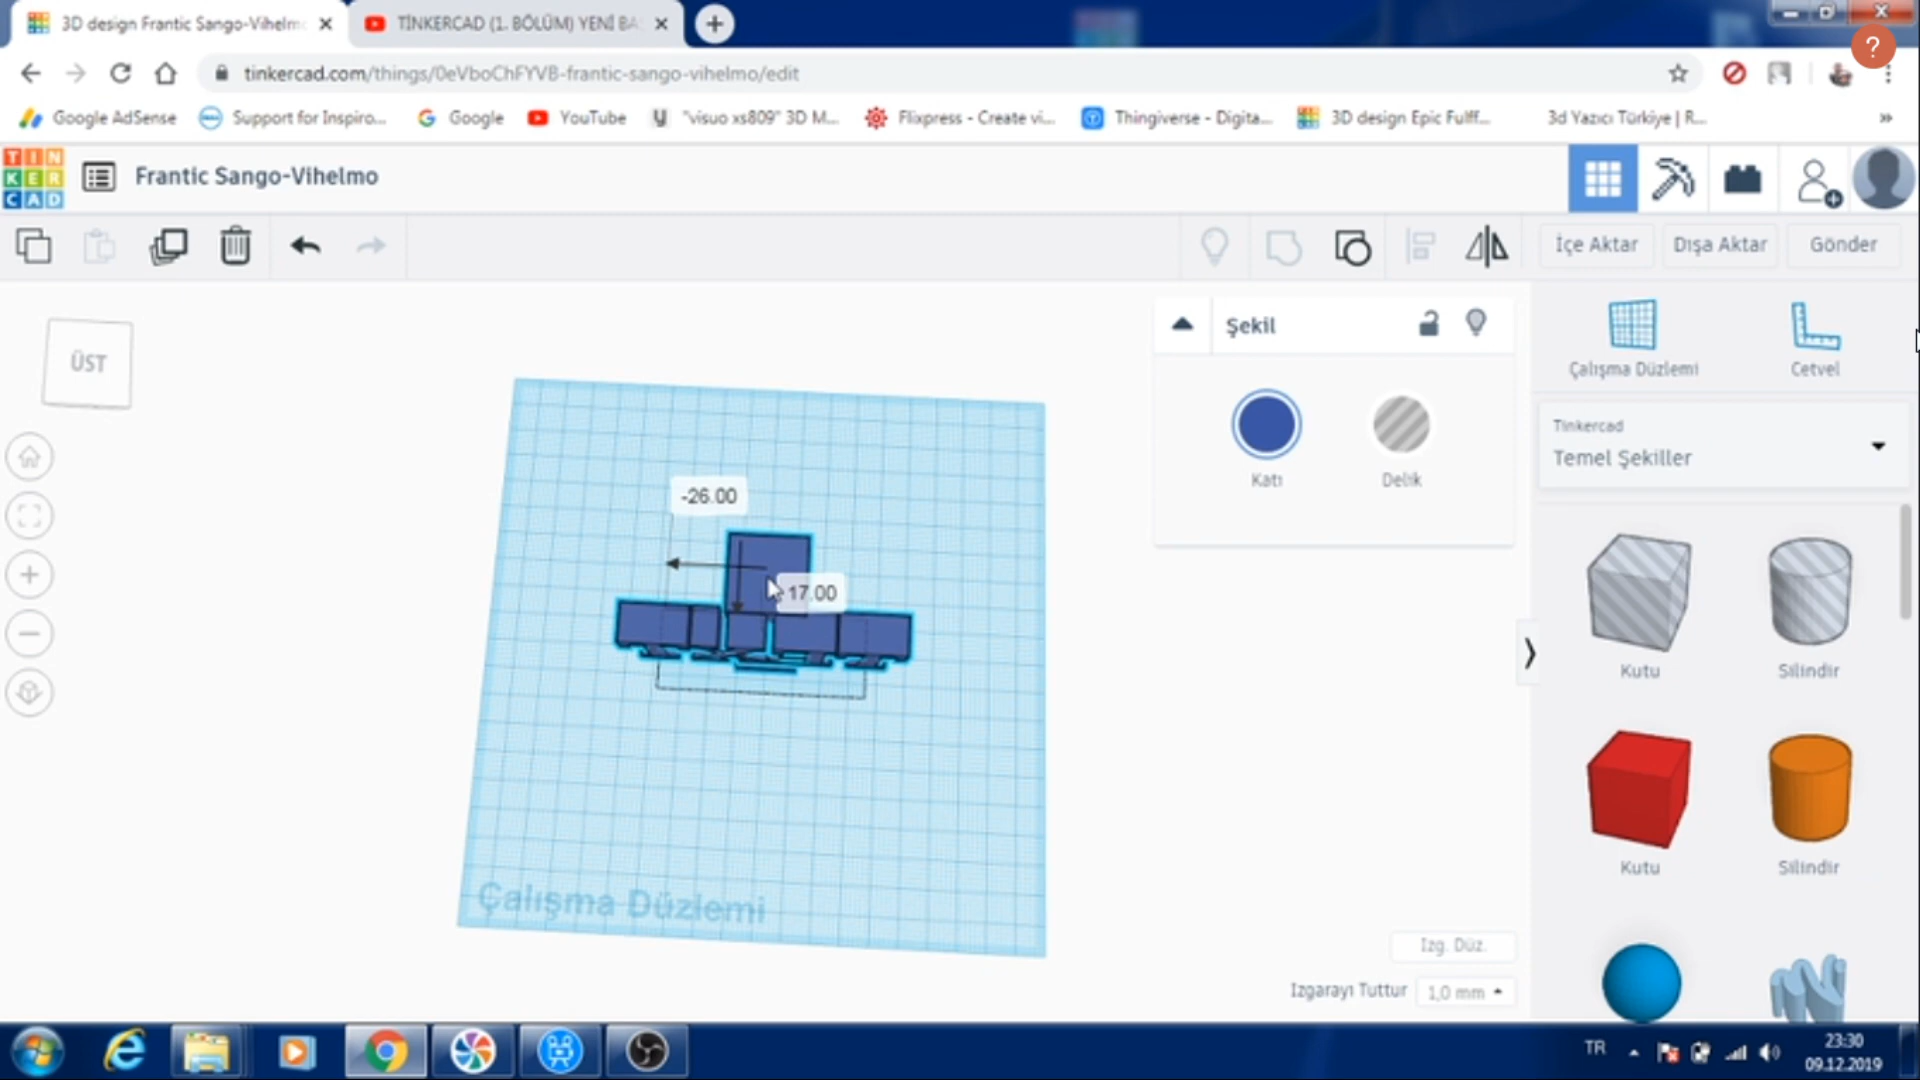 3D design Frantic Sango-Vihelm
TİNKERCAD (1. BÖLÜM) YENİ BA
?
tinkercad.com/things/0eVboChFYVB-frantic-sango-vihelmo/edit
Google AdSense
Support for Inspiro...
Google
YouTube
"visuo xs809" 3D M...
Flixpress - Create vi...
Thingiverse - Digita...
3D design Epic Fulff...
3d Yazıcı Türkiye | R...
»
TIN
KER
CAD
Frantic Sango-Vihelmo
İçe Aktar
Dışa Aktar
Gönder
ÜST
Şekil
Katı
Delik
Çalışma Düzlemi
Cetvel
Tinkercad
Temel Şekiller
-26.00
17.00
Kutu
Silindir
Kutu
Silindir
Çalışma Düzlemi
Izg. Düz.
Izgarayı Tuttur
1,0 mm
TR
23:30
09.12.2019